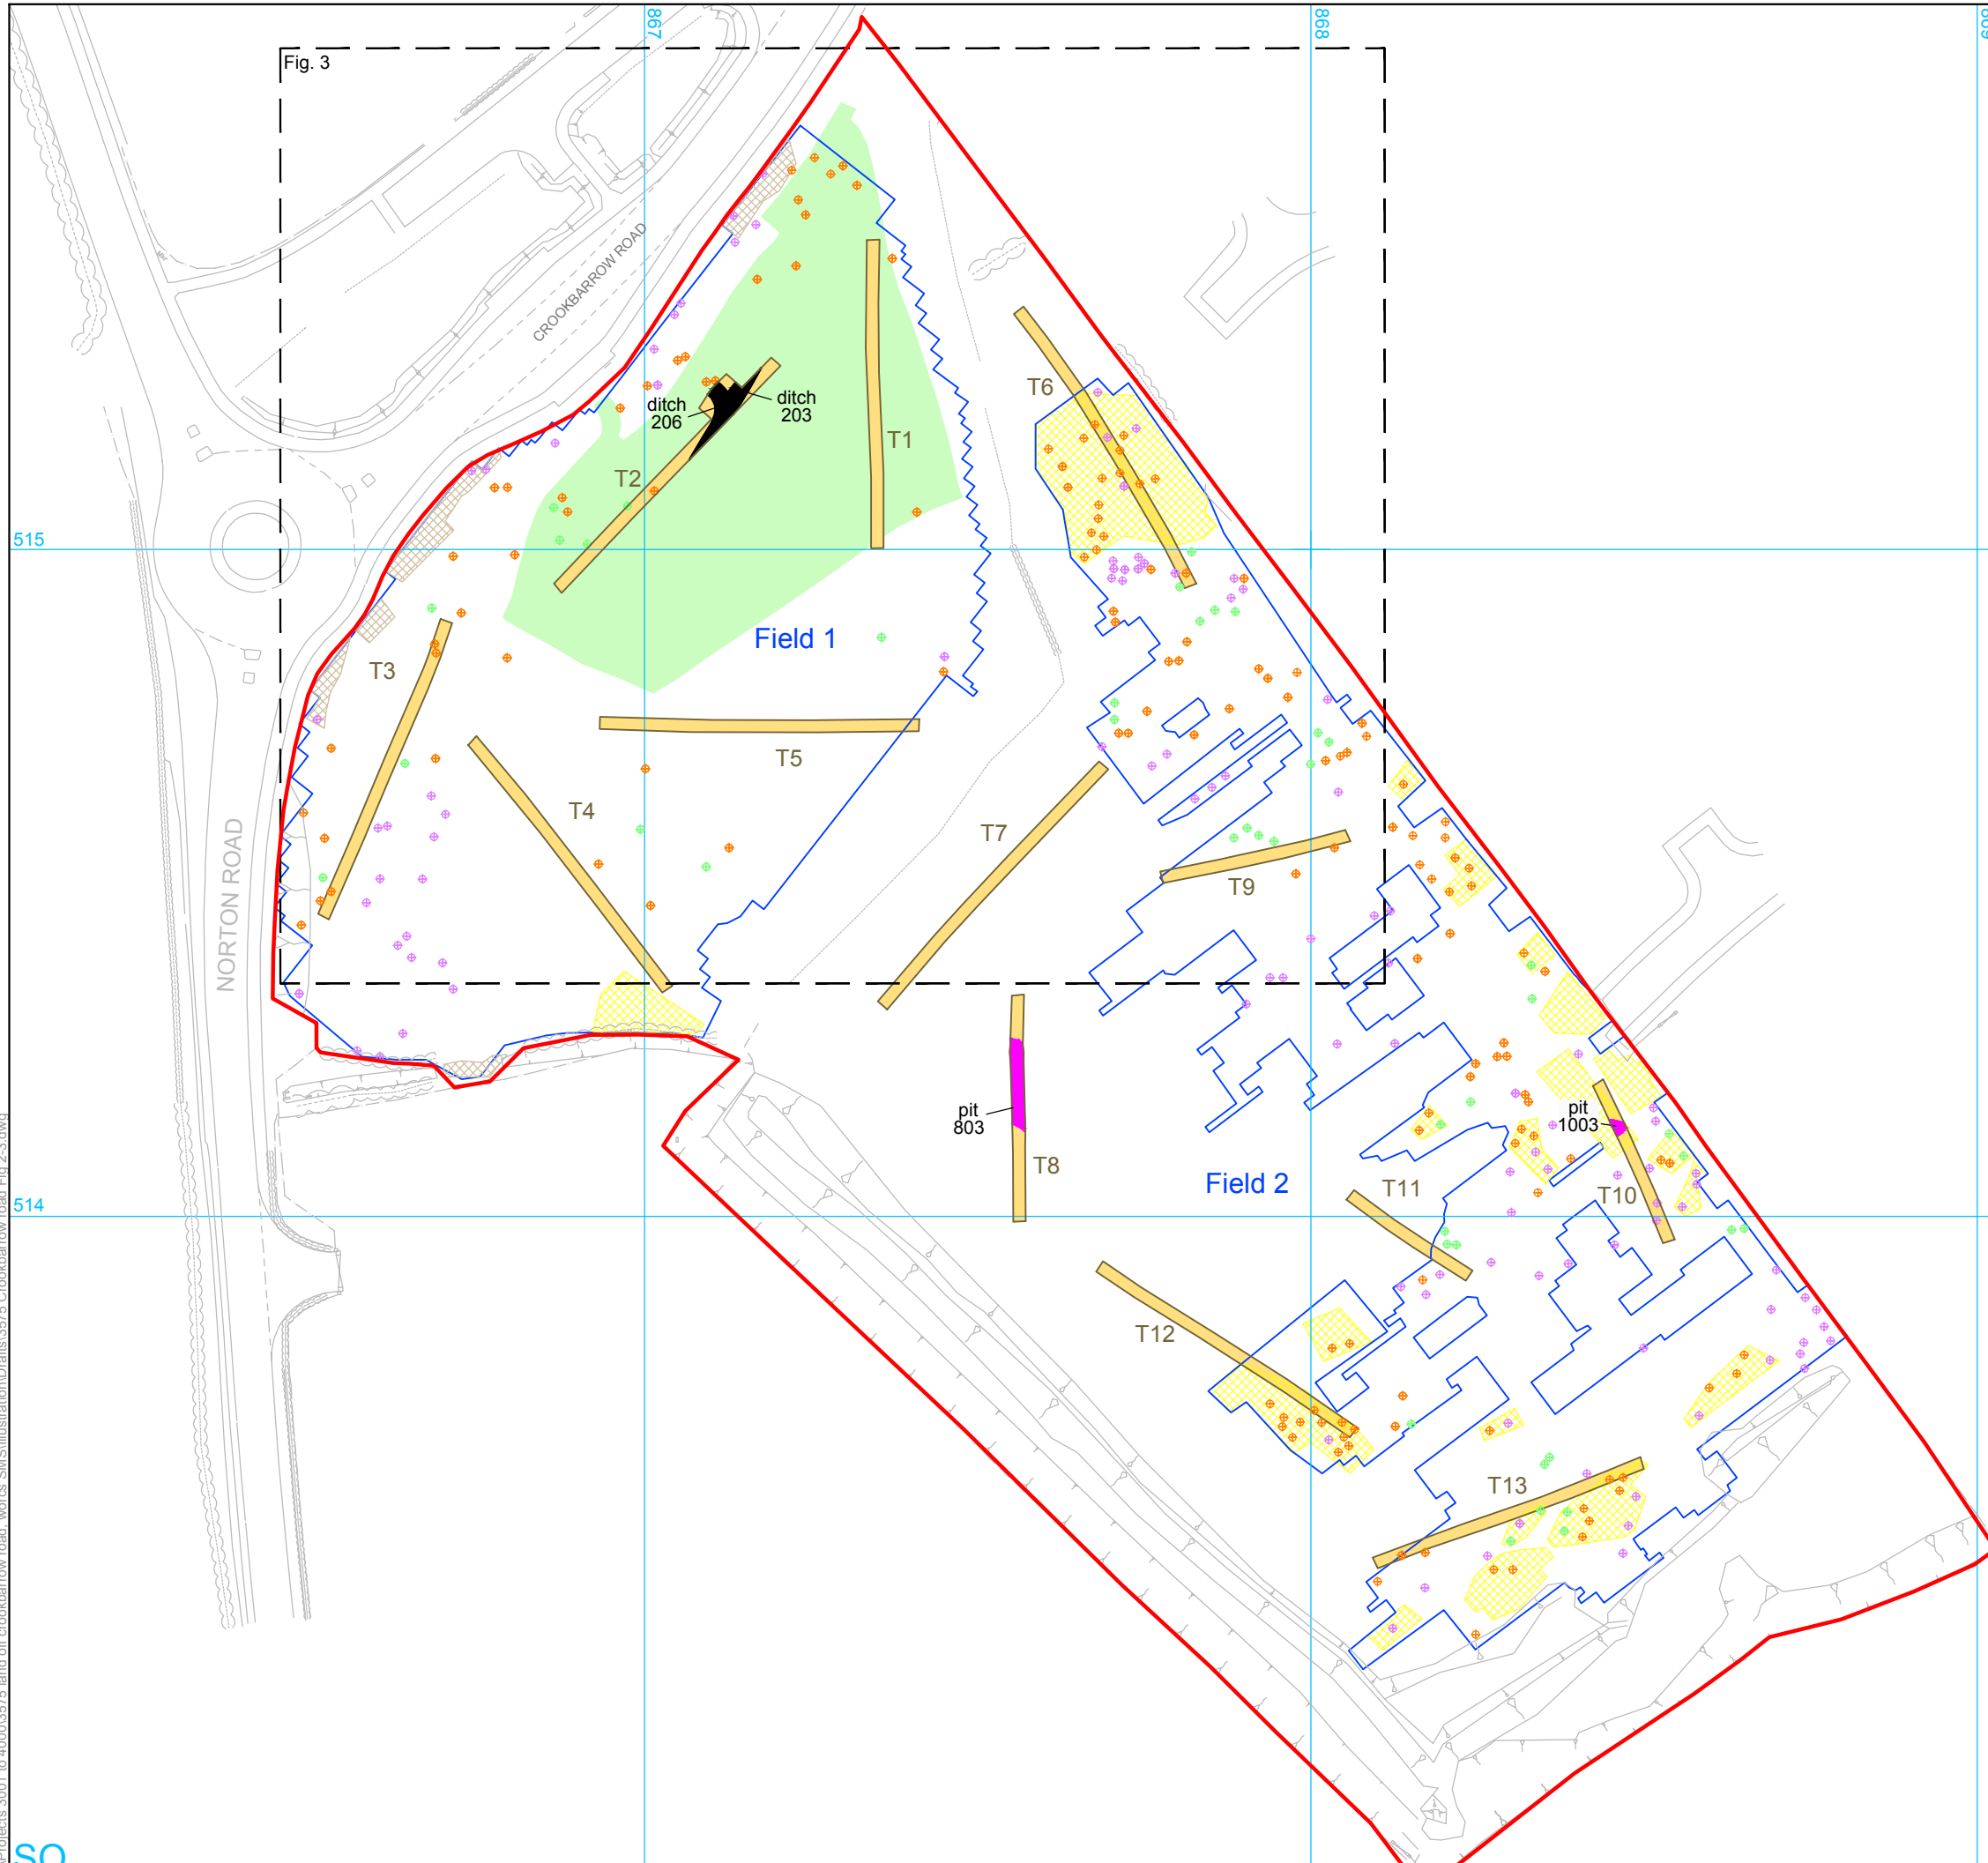 867
868
869
Fig. 3
CROOKBARROW ROAD
T6
ditch
206
ditch
203
T1
T2
515
Field 1
T3
T5
T4
T7
T9
NORTON ROAD
pit
803
pit
1003
T8
Field 2
T11
T10
514
T12
T13
SO